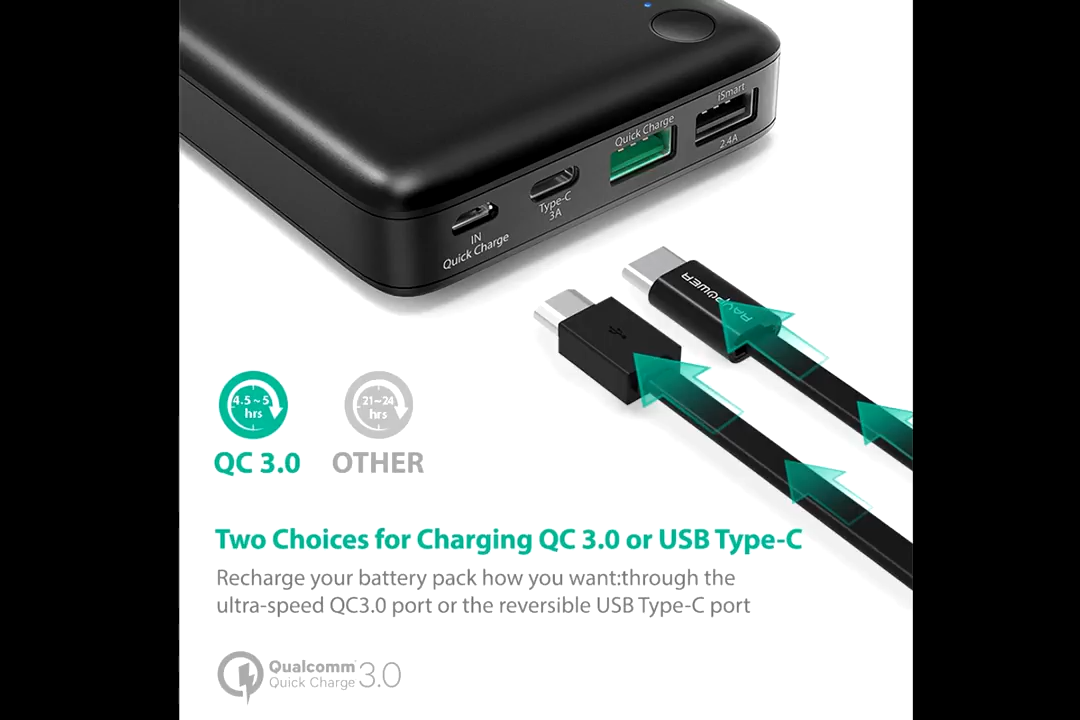 iSmart
Quick Charge
2.4A
Type-C
3A
IN
Quick Charge
RAVPOWER
4.5~5
hrs
21~24
hrs
QC 3.0
OTHER
Two Choices for Charging QC 3.0 or USB Type-C
Recharge your battery pack how you want:through the
ultra-speed QC3.0 port or the reversible USB Type-C port
Qualcomm
Quick Charge
3.0